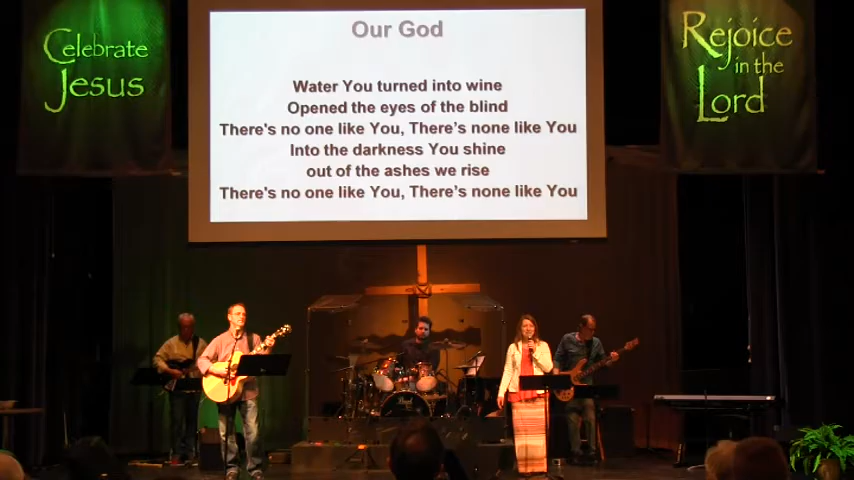 Celebrate
Jesus
Our God
Water You turned into wine
Opened the eyes of the blind
There's no one like You, There's none like You
Into the darkness You shine
out of the ashes we rise
There's no one like You, There's none like You
Rejoice
in the
Lord